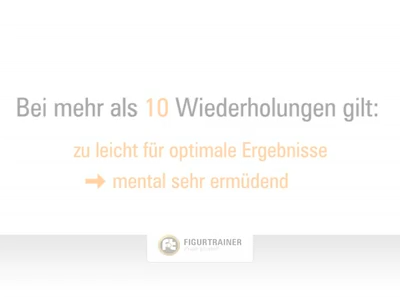 Bei mehr als 10 Wiederholungen gilt:
zu leicht für optimale Ergebnisse
➞ mental sehr ermüdend
FIGURTRAINER